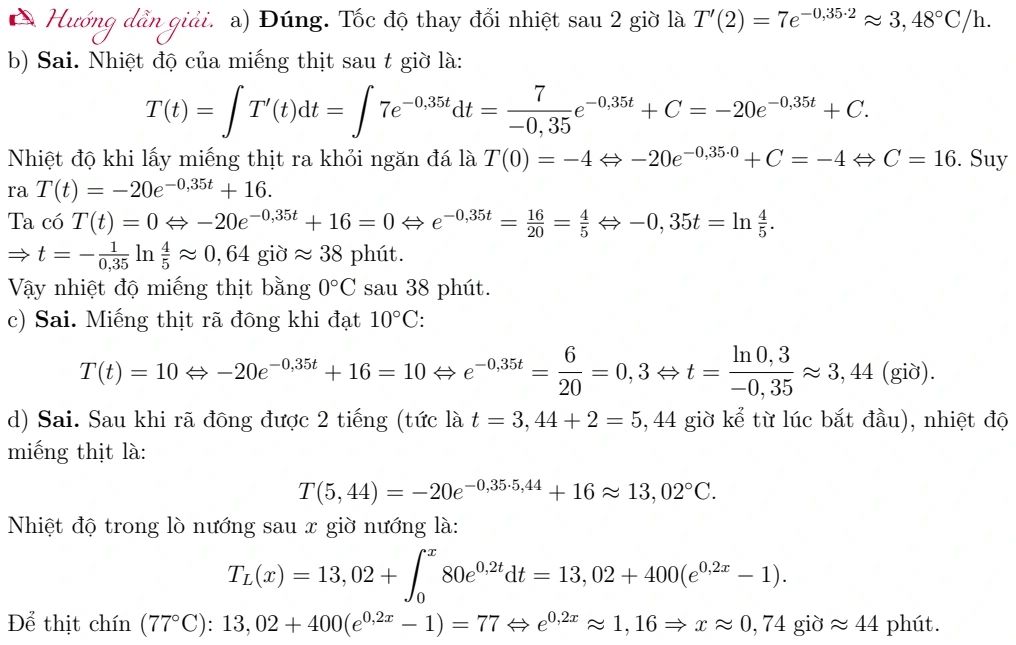 Hướng dẫn giải. a) Đúng. Tốc độ thay đổi nhiệt sau 2 giờ là T′(2) = 7e^{−0,35·2} ≈ 3,48°C/h.
b) Sai. Nhiệt độ của miếng thịt sau t giờ là:
T(t) = ∫ T′(t)dt = ∫ 7e^{−0,35t}dt = \frac{7}{−0,35}e^{−0,35t} + C = −20e^{−0,35t} + C.
Nhiệt độ khi lấy miếng thịt ra khỏi ngăn đá là T(0) = −4 ⇔ −20e^{−0,35·0} + C = −4 ⇔ C = 16. Suy
ra T(t) = −20e^{−0,35t} + 16.
Ta có T(t) = 0 ⇔ −20e^{−0,35t} + 16 = 0 ⇔ e^{−0,35t} = \frac{16}{20} = \frac{4}{5} ⇔ −0,35t = ln \frac{4}{5}.
⇒ t = −\frac{1}{0,35} ln \frac{4}{5} ≈ 0,64 giờ ≈ 38 phút.
Vậy nhiệt độ miếng thịt bằng 0°C sau 38 phút.
c) Sai. Miếng thịt rã đông khi đạt 10°C:
T(t) = 10 ⇔ −20e^{−0,35t} + 16 = 10 ⇔ e^{−0,35t} = \frac{6}{20} = 0,3 ⇔ t = \frac{ln 0,3}{−0,35} ≈ 3,44 (giờ).
d) Sai. Sau khi rã đông được 2 tiếng (tức là t = 3,44 + 2 = 5,44 giờ kể từ lúc bắt đầu), nhiệt độ
miếng thịt là:
T(5,44) = −20e^{−0,35·5,44} + 16 ≈ 13,02°C.
Nhiệt độ trong lò nướng sau x giờ nướng là:
T_L(x) = 13,02 + ∫_0^x 80e^{0,2t}dt = 13,02 + 400(e^{0,2x} − 1).
Để thịt chín (77°C): 13,02 + 400(e^{0,2x} − 1) = 77 ⇔ e^{0,2x} ≈ 1,16 ⇒ x ≈ 0,74 giờ ≈ 44 phút.